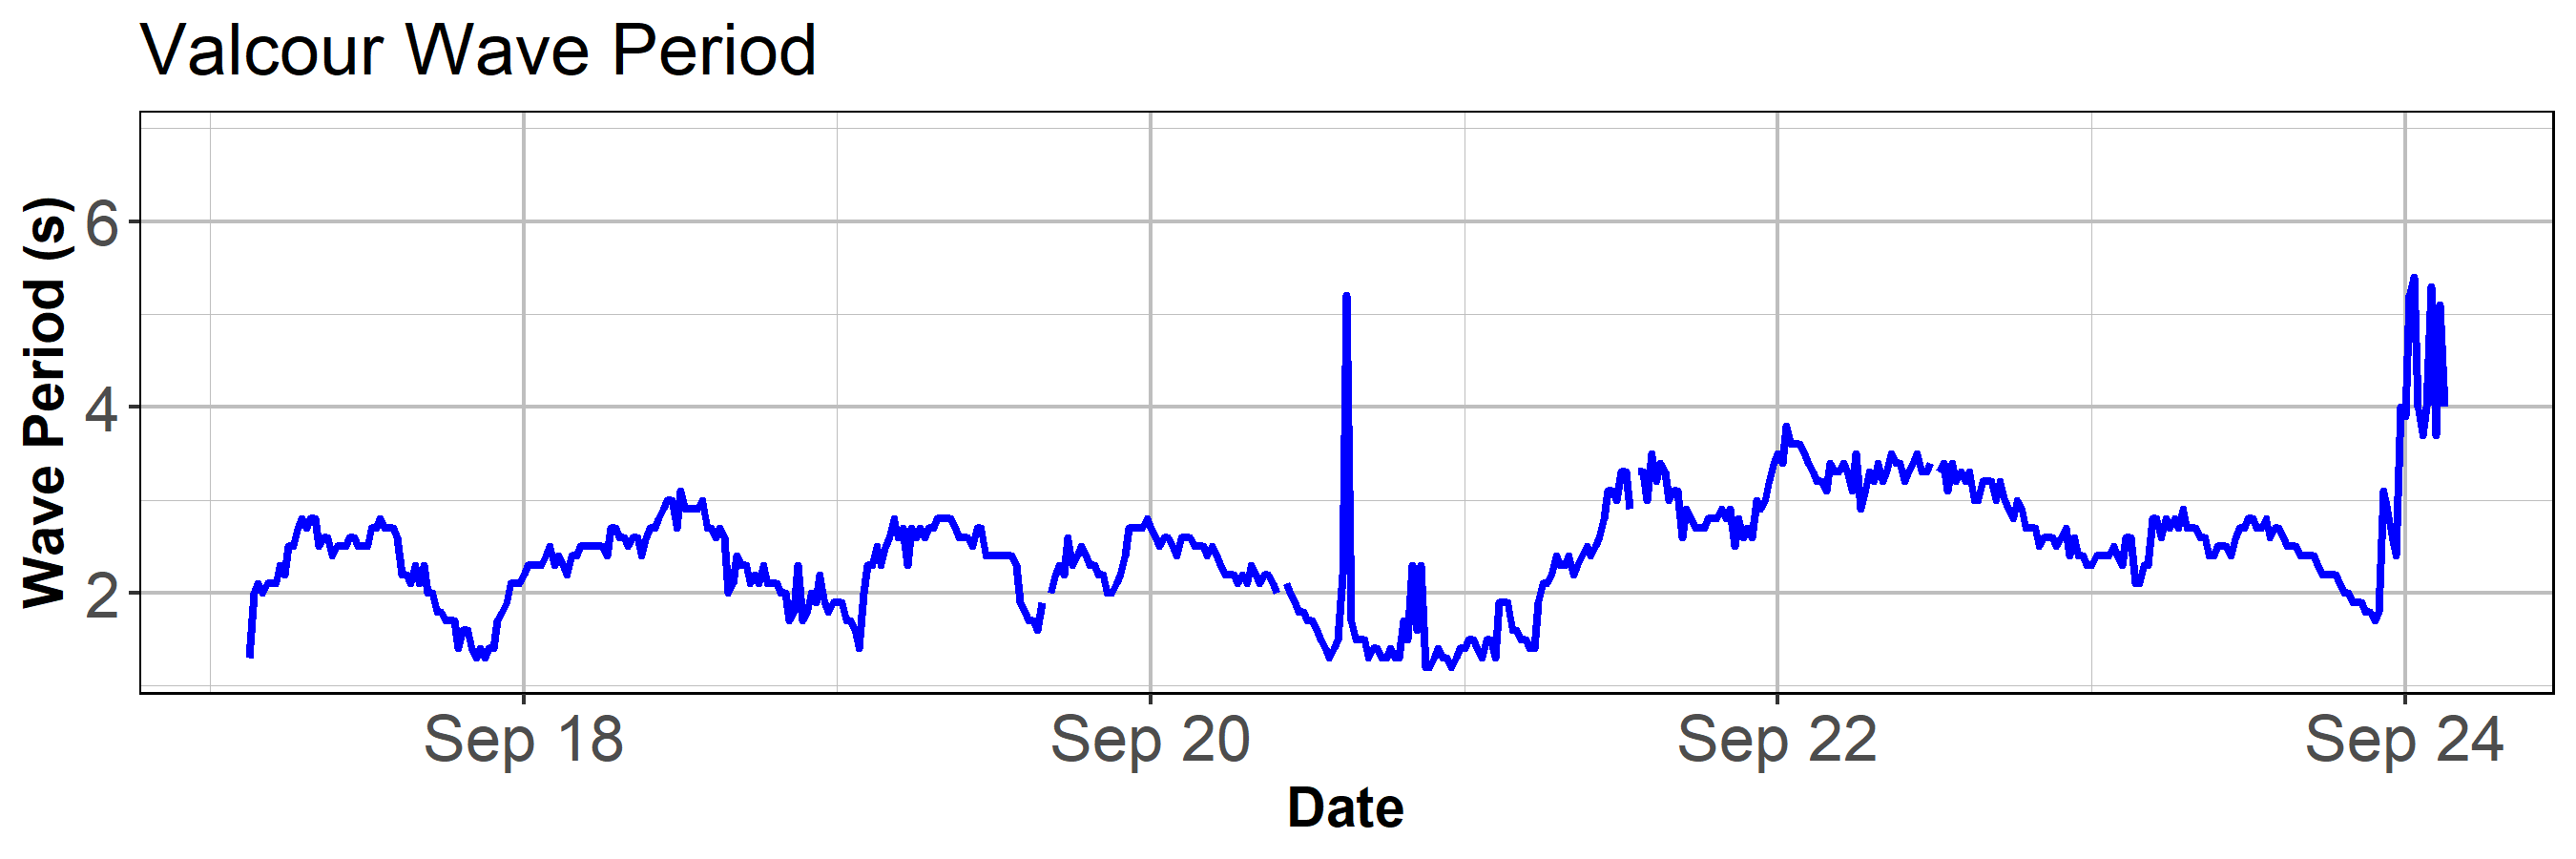 Valcour Wave Period
Wave Period (s)
6
4
2
Sep 18
Sep 20
Sep 22
Sep 24
Date